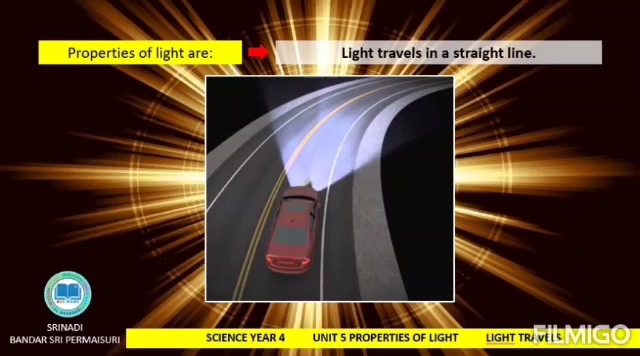 Properties of light are:
Light travels in a straight line.
SRINADI
BANDAR SRI PERMAISURI
SCIENCE YEAR 4 UNIT 5 PROPERTIES OF LIGHT LIGHT TRAVELS
FILMIGO